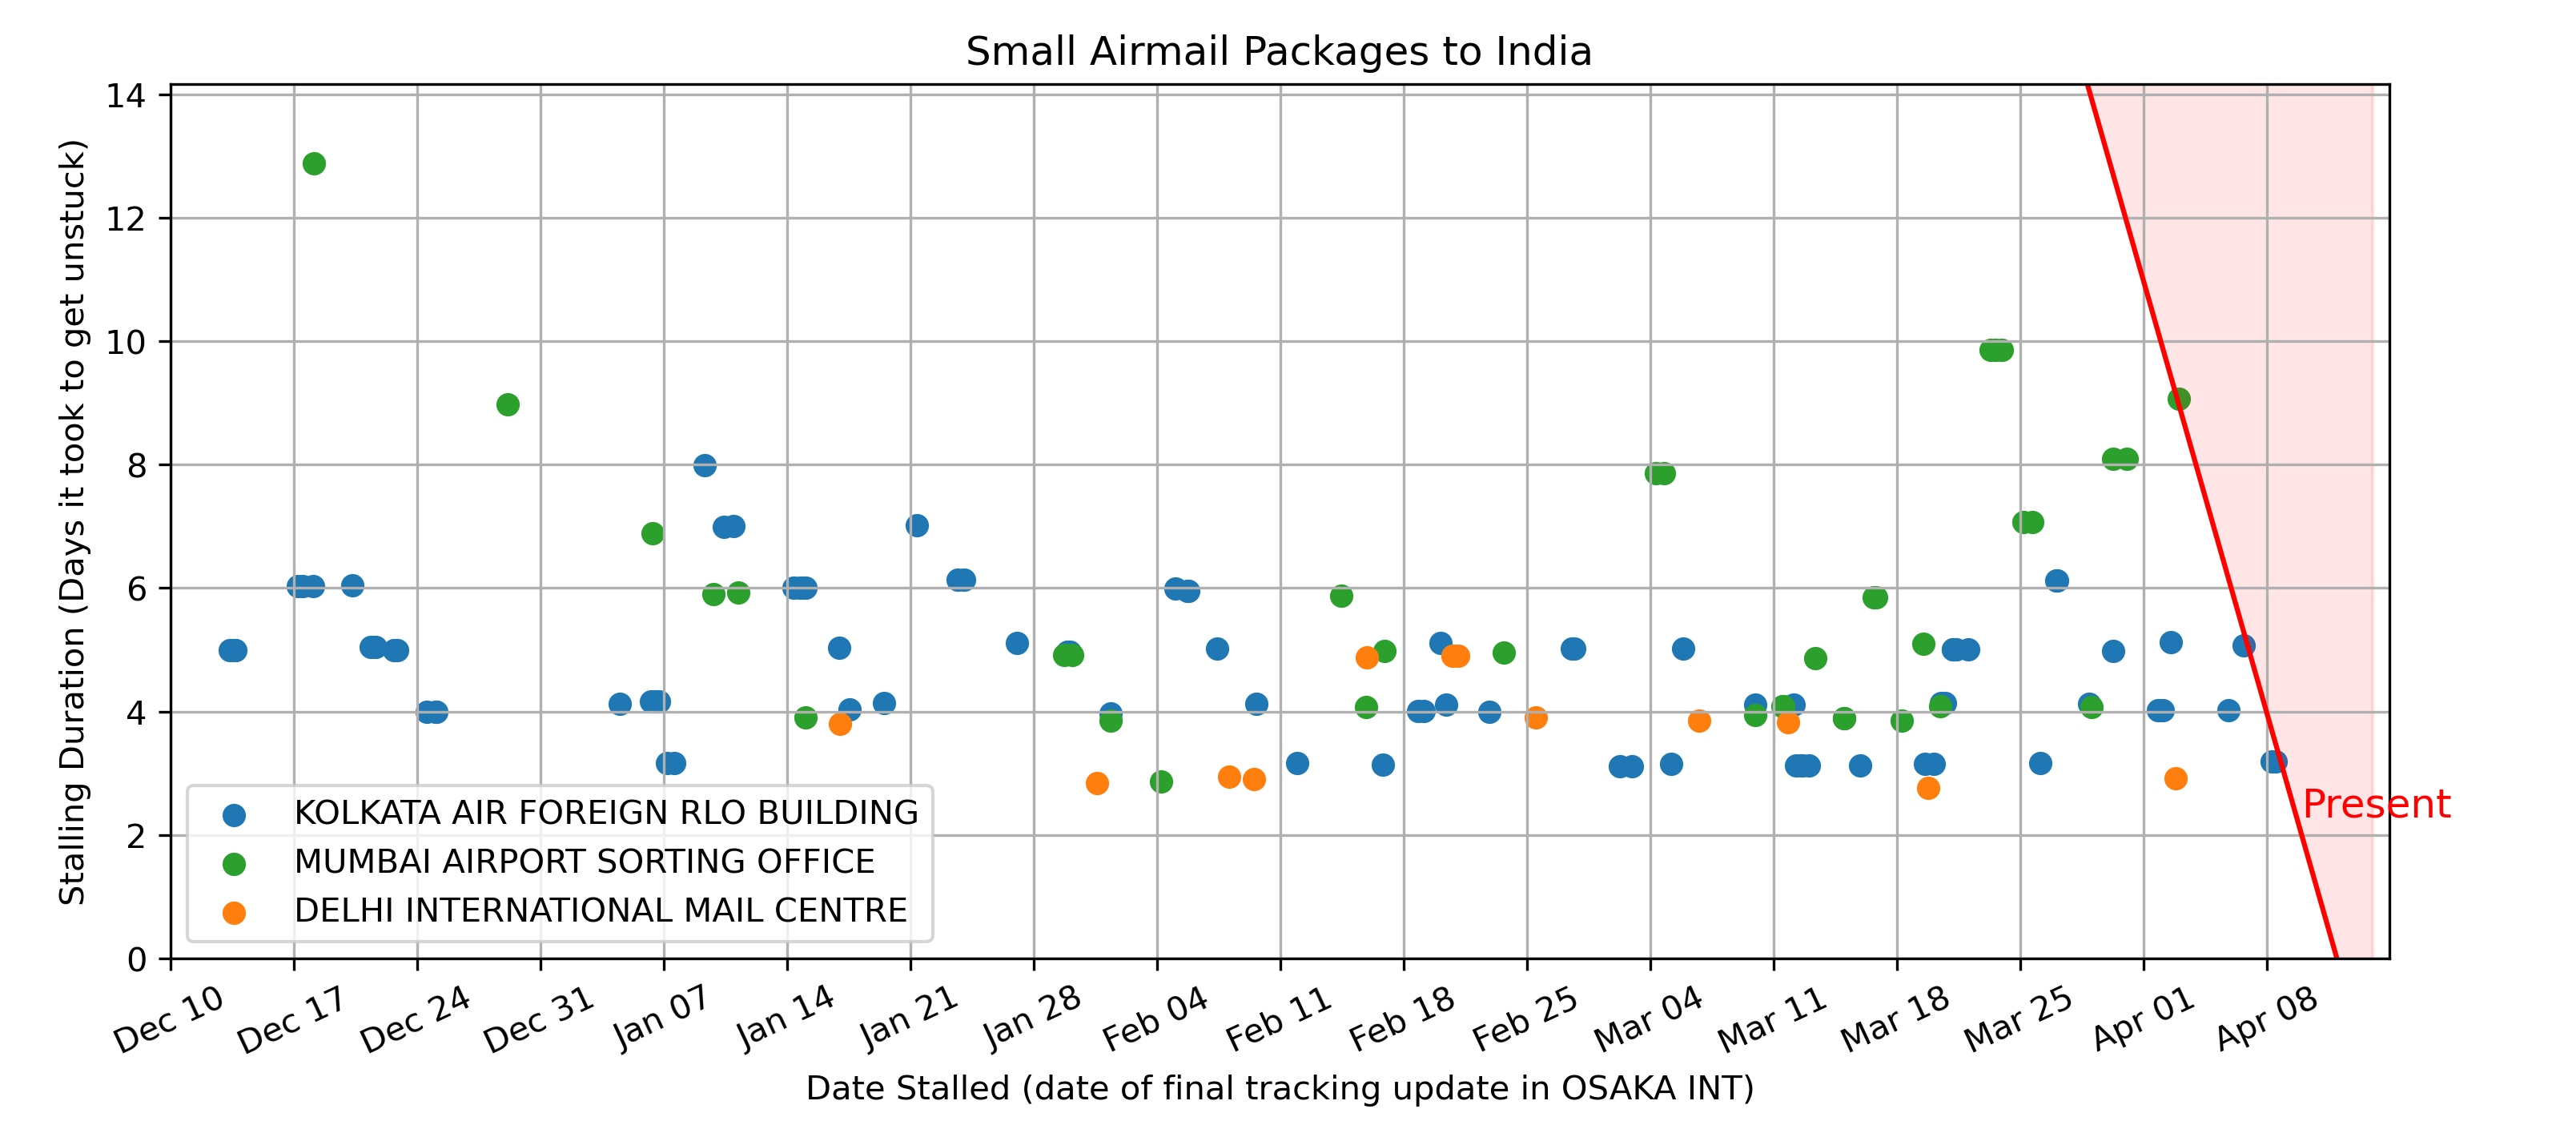 Small Airmail Packages to India
Stalling Duration (Days it took to get unstuck)
14
12
10
8
6
4
2
0
Present
KOLKATA AIR FOREIGN RLO BUILDING
MUMBAI AIRPORT SORTING OFFICE
DELHI INTERNATIONAL MAIL CENTRE
Dec 10
Dec 17
Dec 24
Dec 31
Jan 07
Jan 14
Jan 21
Jan 28
Feb 04
Feb 11
Feb 18
Feb 25
Mar 04
Mar 11
Mar 18
Mar 25
Apr 01
Apr 08
Date Stalled (date of final tracking update in OSAKA INT)